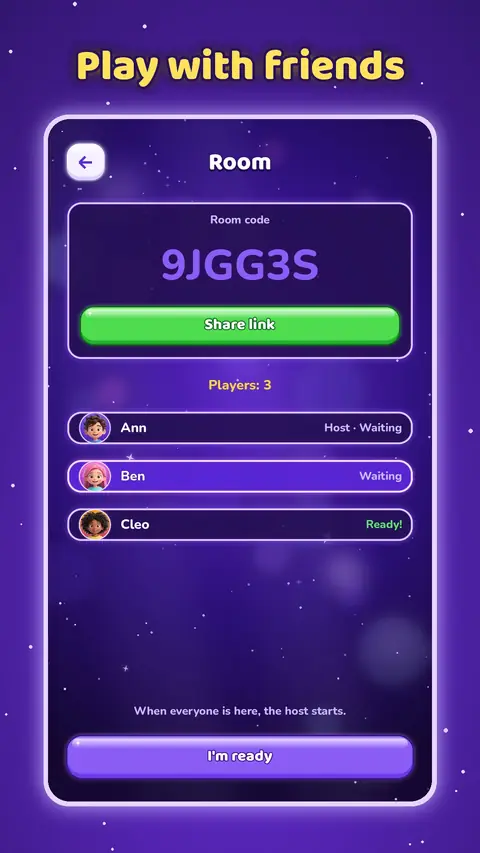 Play with friends
Room
Room code
9JGG3S
Share link
Players: 3
Ann Host · Waiting
Ben Waiting
Cleo Ready!
When everyone is here, the host starts.
I'm ready